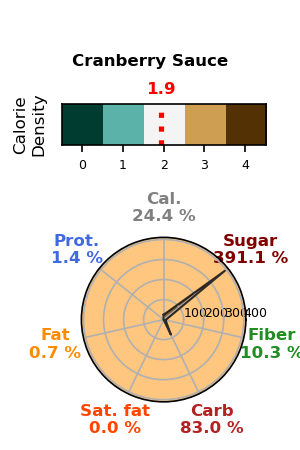 Cranberry Sauce
1.9
Calorie
Density
0 1 2 3 4
Cal.
24.4 %
Prot.
1.4 %
Sugar
391.1 %
100 200 300 400
Fat
0.7 %
Fiber
10.3 %
Sat. fat
0.0 %
Carb
83.0 %